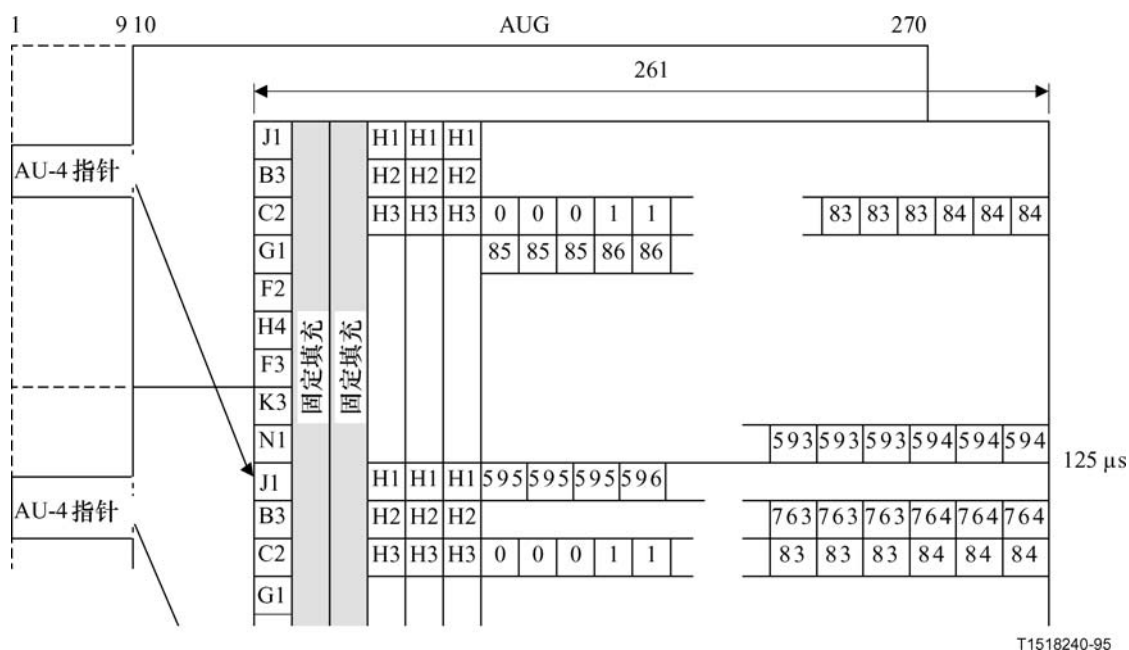 1 9 10 AUG 270
261
J1 H1 H1 H1
AU-4 指针
B3 H2 H2 H2
C2 H3 H3 H3 0 0 0 1 1 83 83 83 84 84 84
G1 85 85 85 86 86
F2
H4
F3
K3
固定填充 固定填充
N1 593 593 593 594 594 594
125 µs
J1 H1 H1 H1 595 595 595 596
AU-4 指针
B3 H2 H2 H2 763 763 763 764 764 764
C2 H3 H3 H3 0 0 0 1 1 83 83 83 84 84 84
G1
T1518240-95